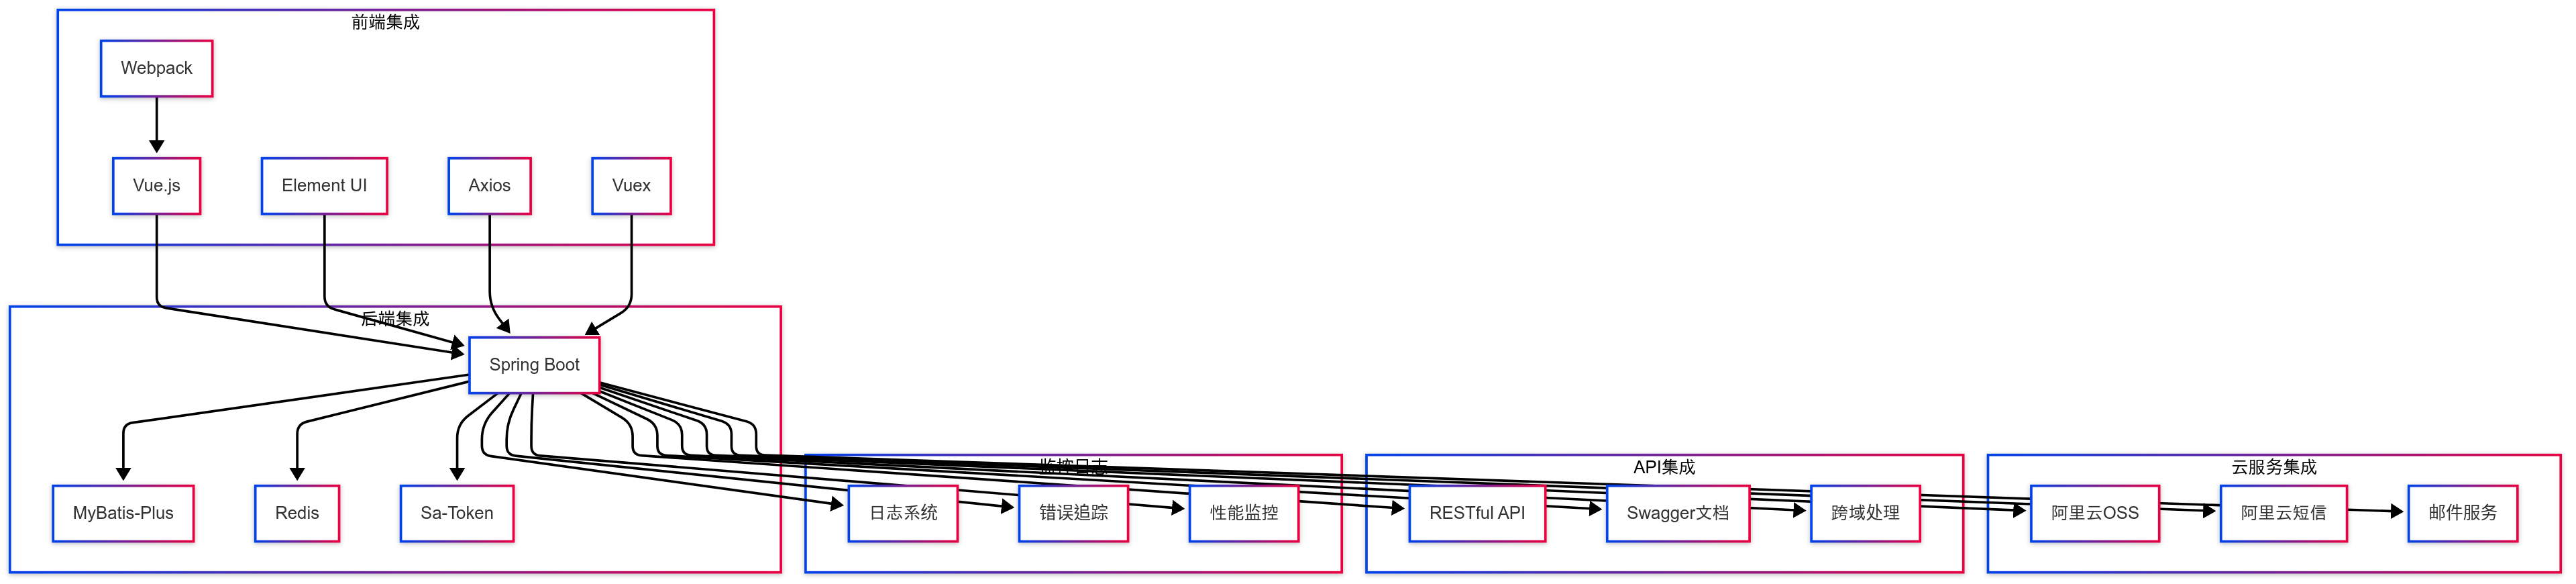 前端集成
Webpack
Vue.js
Element UI
Axios
Vuex
后端集成
Spring Boot
MyBatis-Plus
Redis
Sa-Token
监控日志
日志系统
错误追踪
性能监控
API集成
RESTful API
Swagger文档
跨域处理
云服务集成
阿里云OSS
阿里云短信
邮件服务